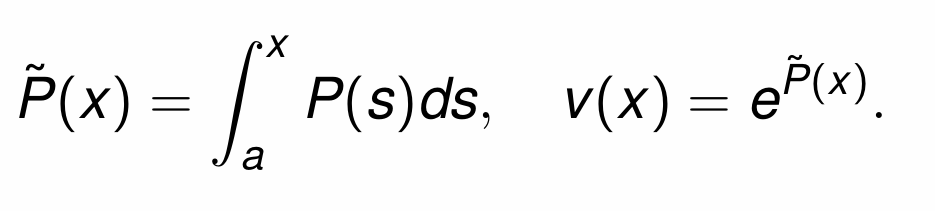 P̃(x) = ∫ₐˣ P(s)ds,   v(x) = e^{P̃(x)}.